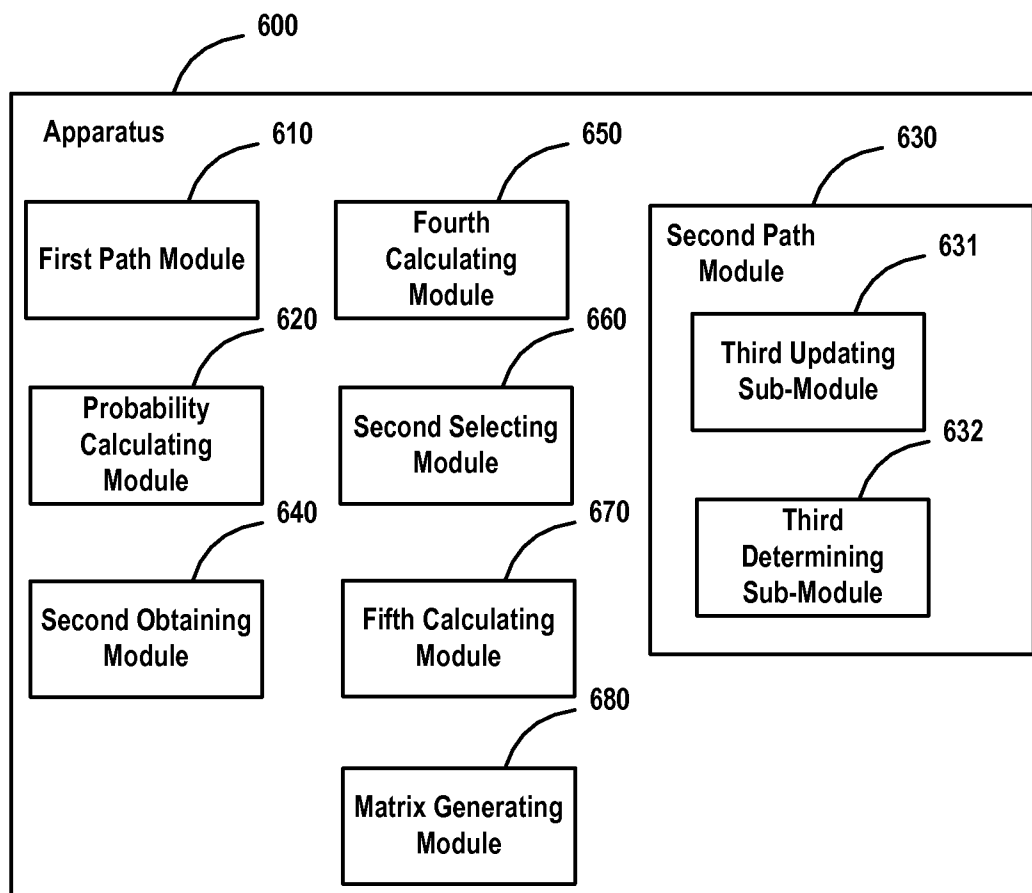 600
Apparatus
610
First Path Module
650
Fourth
Calculating
Module
630
Second Path
Module
631
Third Updating
Sub-Module
620
Probability
Calculating
Module
660
Second Selecting
Module
632
Third
Determining
Sub-Module
640
Second Obtaining
Module
670
Fifth Calculating
Module
680
Matrix Generating
Module